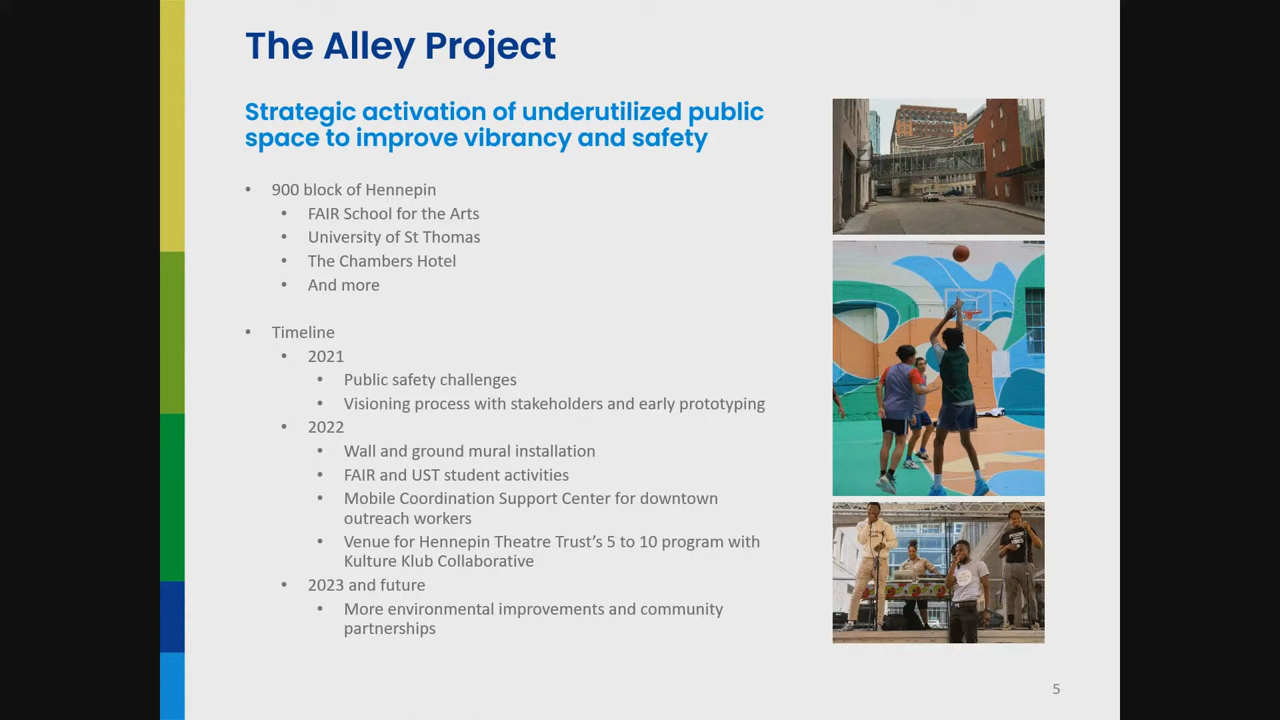 The Alley Project
Strategic activation of underutilized public
space to improve vibrancy and safety
• 900 block of Hennepin
• FAIR School for the Arts
• University of St Thomas
• The Chambers Hotel
• And more
• Timeline
• 2021
• Public safety challenges
• Visioning process with stakeholders and early prototyping
• 2022
• Wall and ground mural installation
• FAIR and UST student activities
• Mobile Coordination Support Center for downtown
outreach workers
• Venue for Hennepin Theatre Trust’s 5 to 10 program with
Kulture Klub Collaborative
• 2023 and future
• More environmental improvements and community
partnerships
5